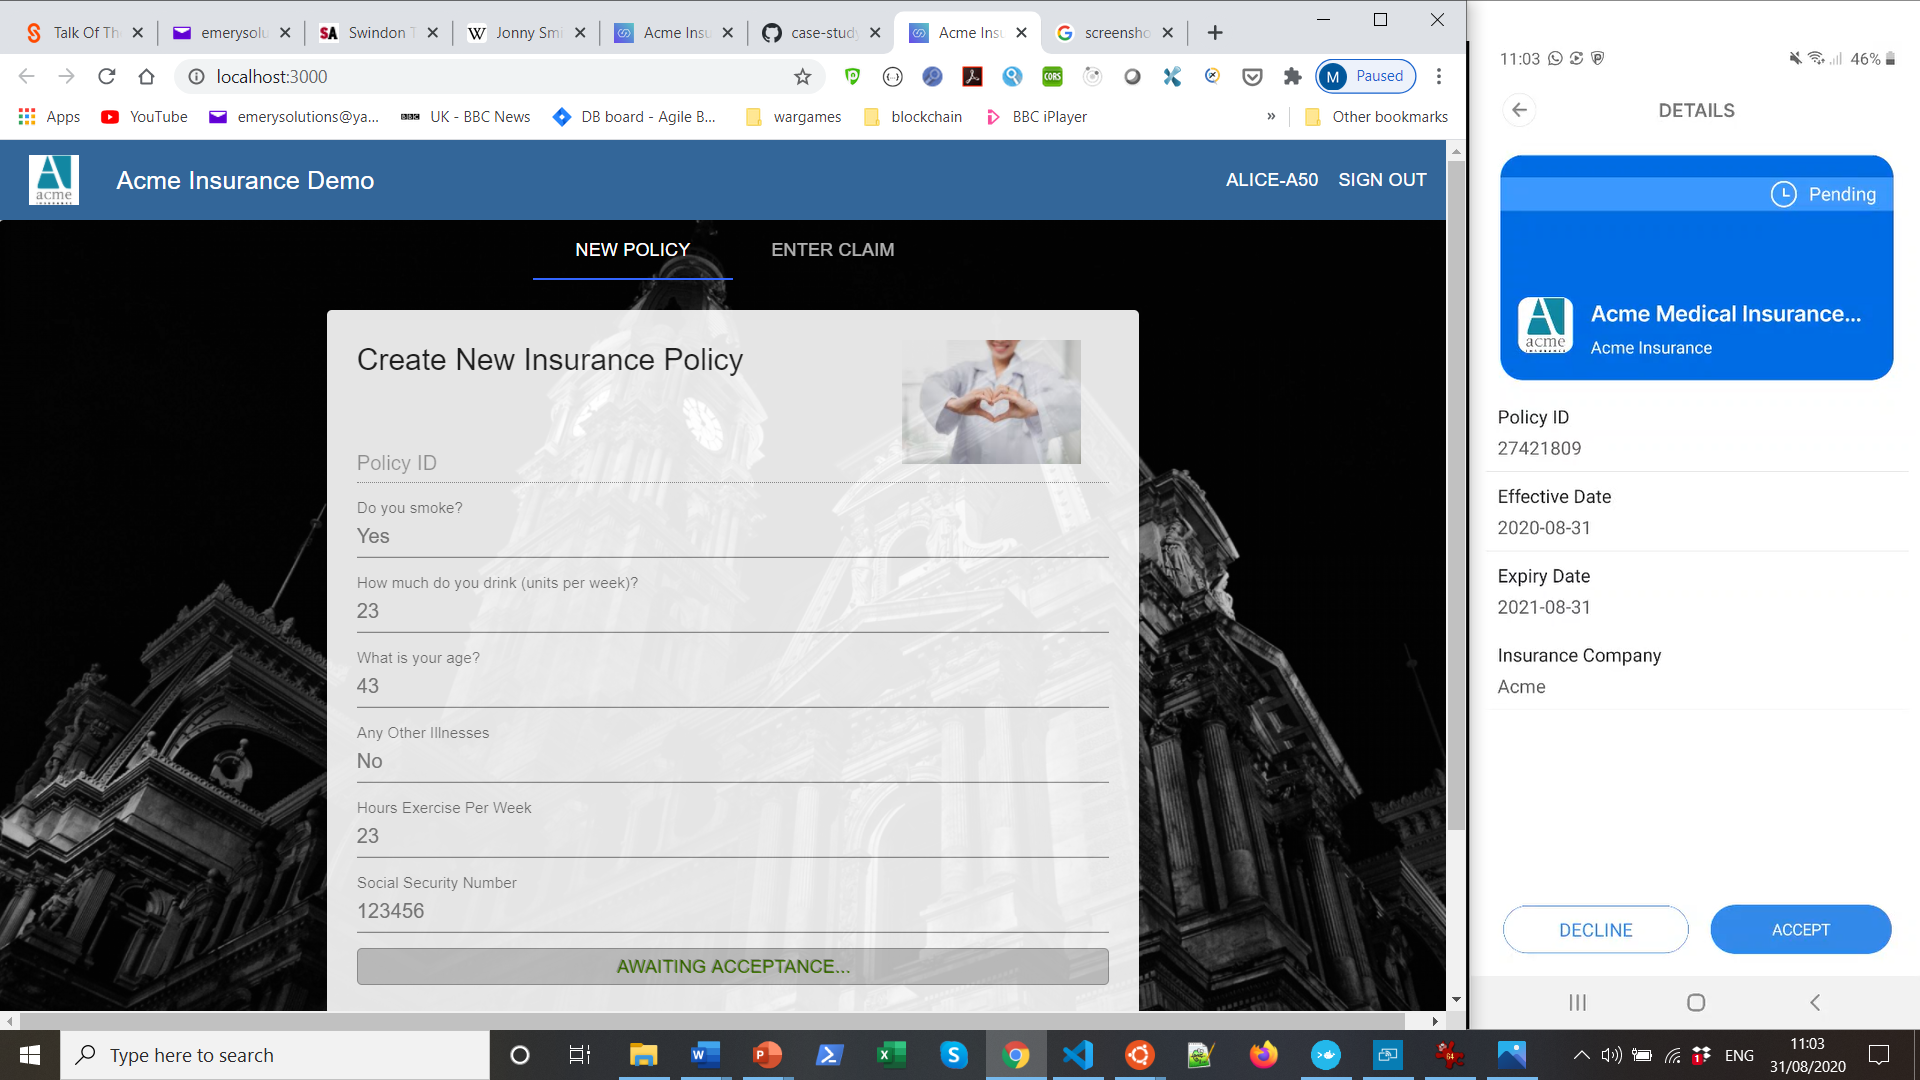 Talk Of Th
emerysolu
Swindon T
Jonny Smi
Acme Insu
case-study
Acme Insu
screensho
localhost:3000
CORS
M Paused
Apps
YouTube
emerysolutions@ya...
BBC UK - BBC News
DB board - Agile B...
wargames
blockchain
BBC iPlayer
»
Other bookmarks
acme
Acme Insurance Demo
ALICE-A50
SIGN OUT
NEW POLICY
ENTER CLAIM
Create New Insurance Policy
Policy ID
Do you smoke?
Yes
How much do you drink (units per week)?
23
What is your age?
43
Any Other Illnesses
No
Hours Exercise Per Week
23
Social Security Number
123456
AWAITING ACCEPTANCE...
11:03
46%
DETAILS
Pending
acme
Acme Medical Insurance...
Acme Insurance
Policy ID
27421809
Effective Date
2020-08-31
Expiry Date
2021-08-31
Insurance Company
Acme
DECLINE
ACCEPT
Type here to search
ENG
11:03
31/08/2020